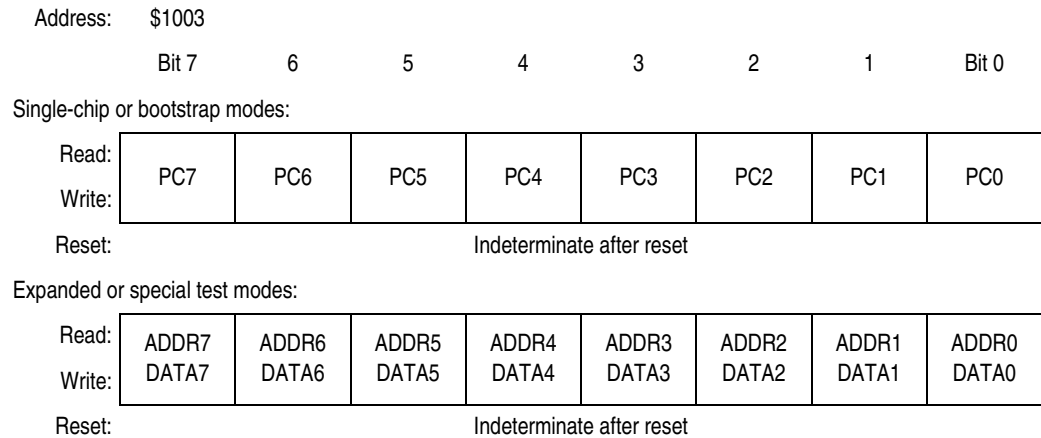 Address: $1003
Bit 7 6 5 4 3 2 1 Bit 0
Single-chip or bootstrap modes:
Read:
PC7 PC6 PC5 PC4 PC3 PC2 PC1 PC0
Write:
Reset: Indeterminate after reset
Expanded or special test modes:
Read: ADDR7 ADDR6 ADDR5 ADDR4 ADDR3 ADDR2 ADDR1 ADDR0
Write: DATA7 DATA6 DATA5 DATA4 DATA3 DATA2 DATA1 DATA0
Reset: Indeterminate after reset